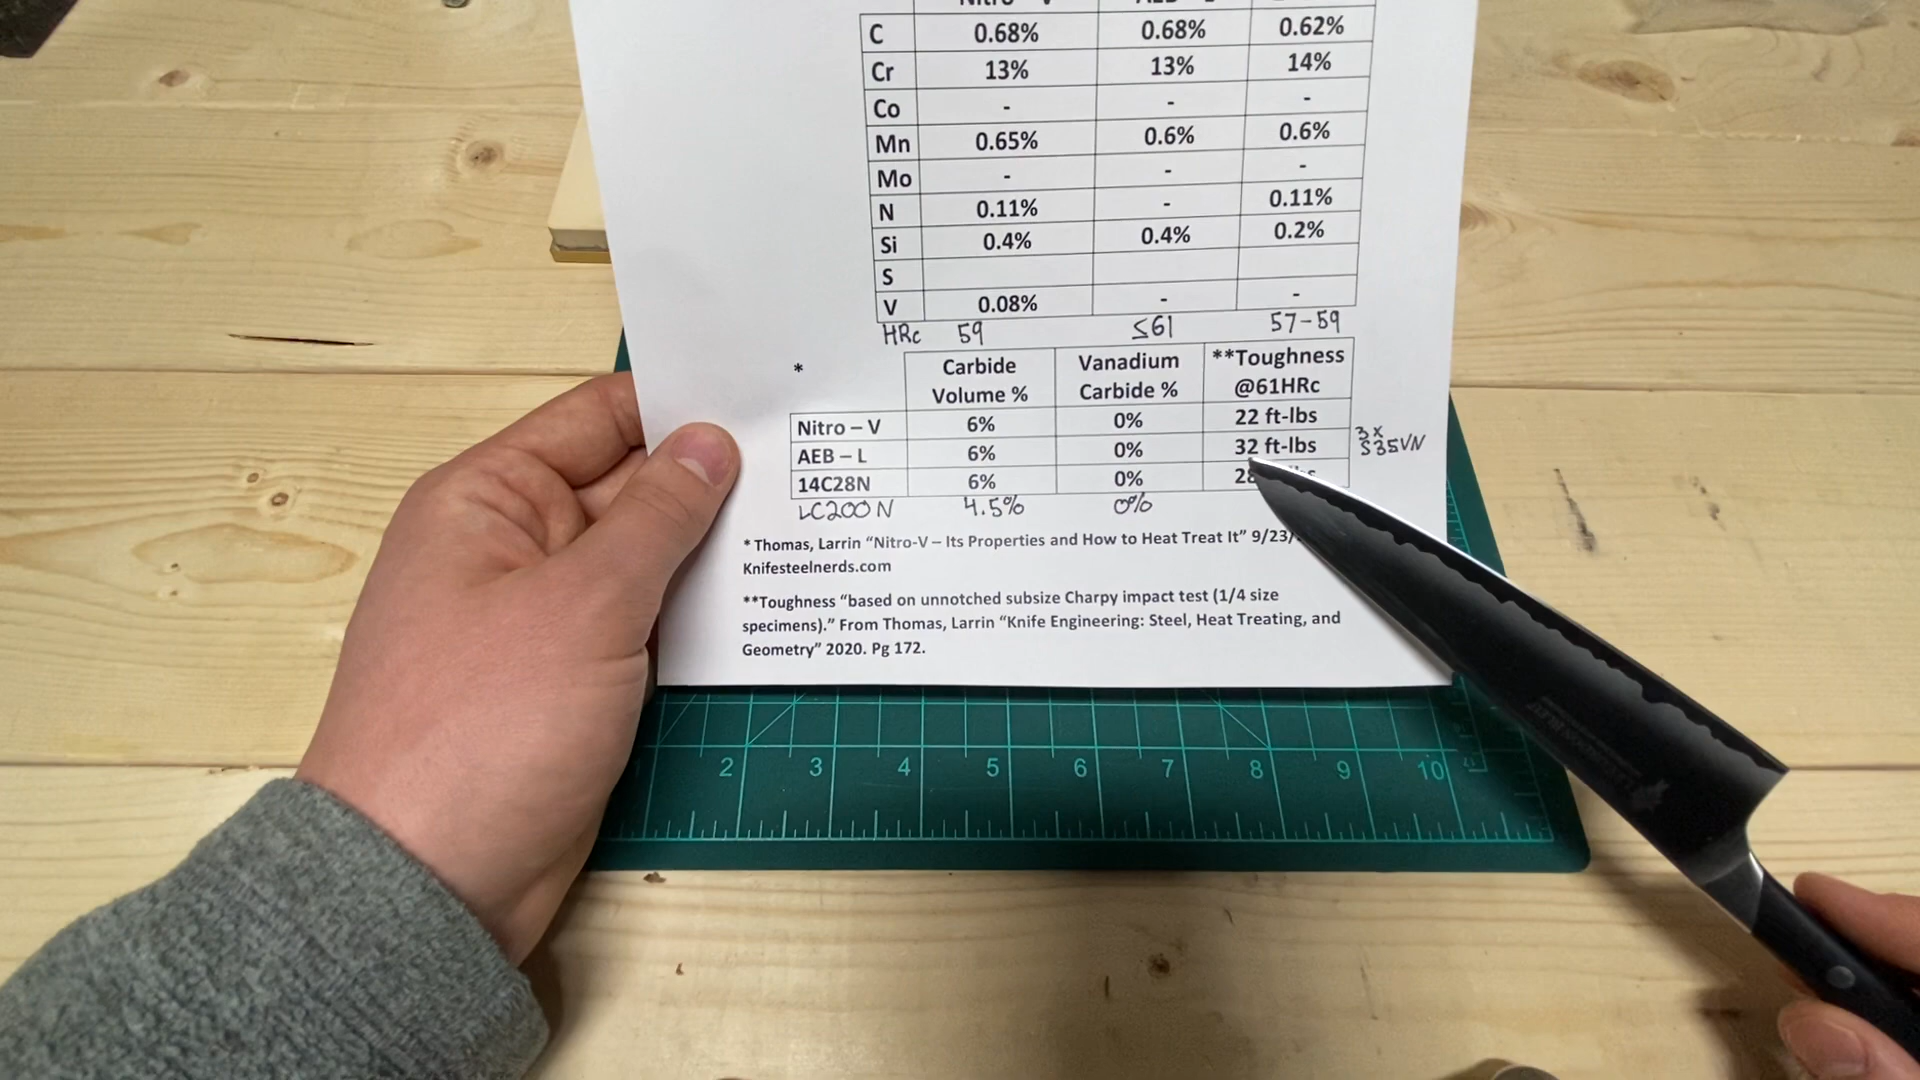 C 0.68% 0.68% 0.62%
Cr 13% 13% 14%
Co - - -
Mn 0.65% 0.6% 0.6%
Mo - - -
N 0.11% - 0.11%
Si 0.4% 0.4% 0.2%
S
V 0.08% - -
HRc 59 ≤61 57-59
* Carbide Volume % Vanadium Carbide % **Toughness @61HRc
Nitro – V 6% 0% 22 ft-lbs
AEB – L 6% 0% 32 ft-lbs 3x S35VN
14C28N 6% 0%
LC200N 4.5% 0%
* Thomas, Larrin “Nitro-V – Its Properties and How to Heat Treat It” 9/23/
Knifesteelnerds.com
**Toughness “based on unnotched subsize Charpy impact test (1/4 size
specimens).” From Thomas, Larrin “Knife Engineering: Steel, Heat Treating, and
Geometry” 2020. Pg 172.
2 3 4 5 6 7 8 9 10